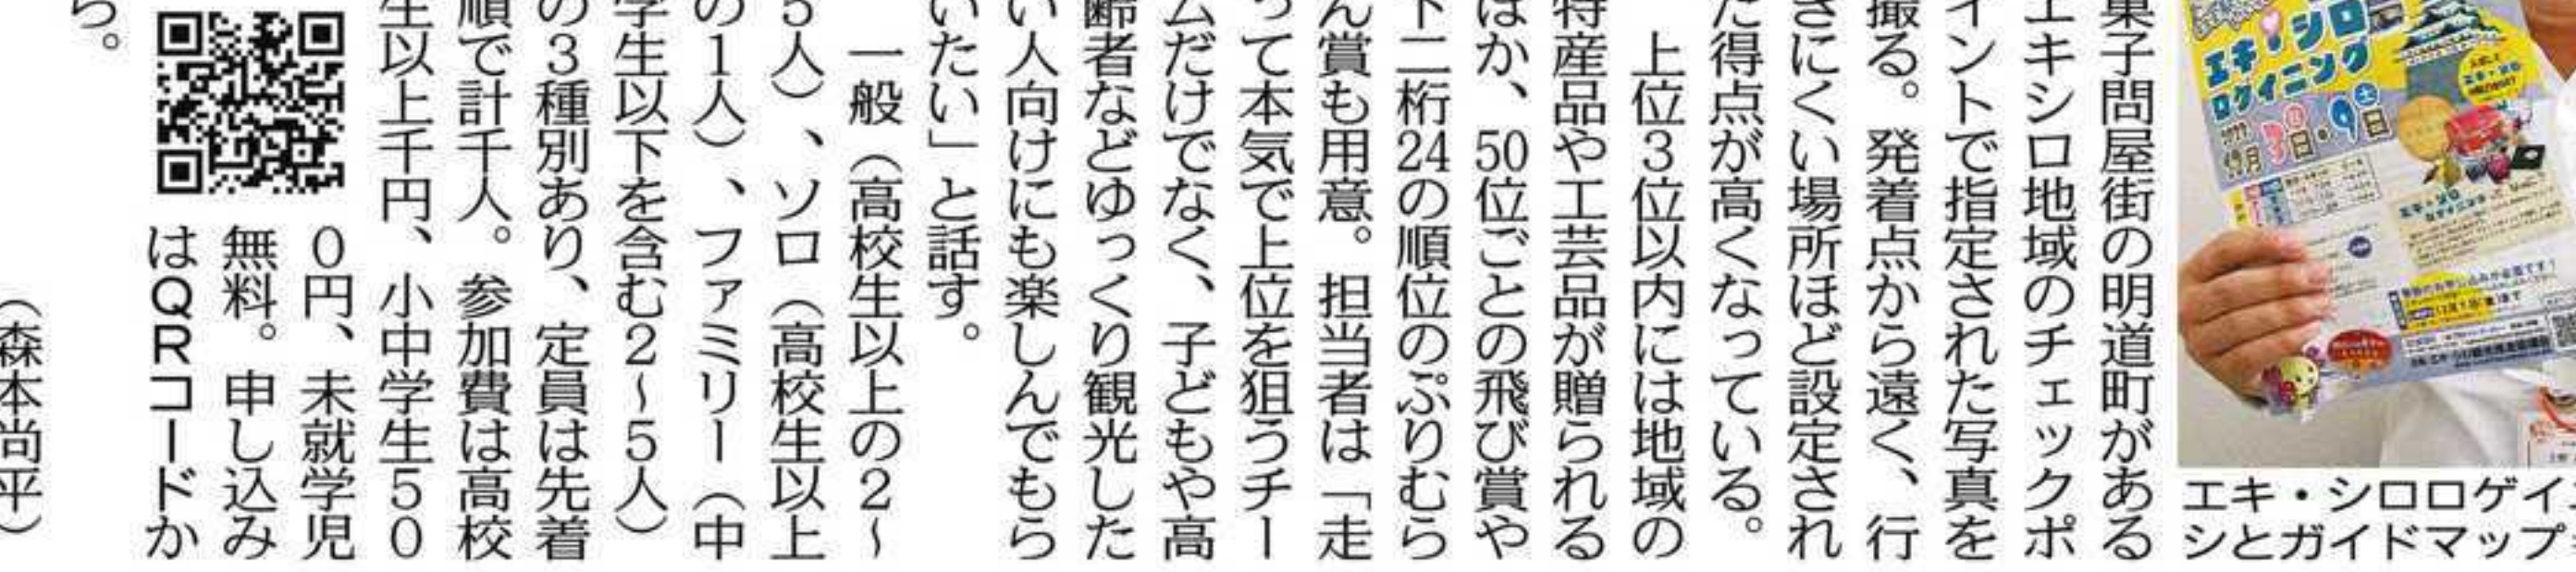 菓子問屋街の明道町がある
エキシロ地域のチェックポ
イントで指定された写真を
撮る。発着点から遠く、行
きにくい場所ほど設定され
た得点が高くなっている。
上位3位以内には地域の
特産品や工芸品が贈られる
ほか、50位ごとの飛び賞や
下二桁24の順位のぷりむら
ん賞も用意。担当者は「走
って本気で上位を狙うチー
ムだけでなく、子どもや高
齢者などゆっくり観光した
い人向けにも楽しんでもら
いたい」と話す。
一般(高校生以上の2~
5人)、ソロ(高校生以上
の1人)、ファミリー(中
学生以下を含む2~5人)
の3種別あり、定員は先着
順で計千人。参加費は高校
生以上千円、小中学生50
0円、未就学児
無料。申し込み
はQRコードか
ら。
(森本尚平)
エキ・シロ
ロゲイニング
エキ・シロロゲイ
シとガイドマップ